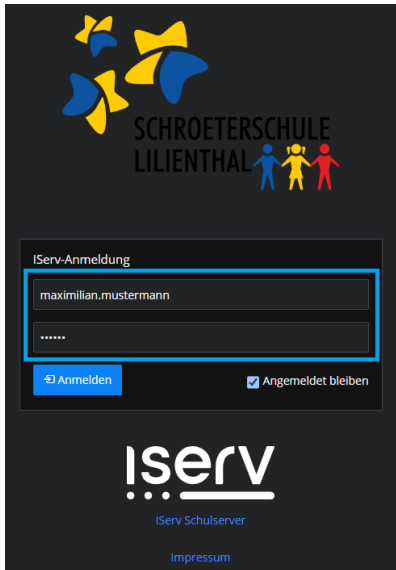 SCHROETERSCHULE
LILIENTHAL
IServ-Anmeldung
maximilian.mustermann
••••••
Anmelden
Angemeldet bleiben
IServ
IServ Schulserver
Impressum